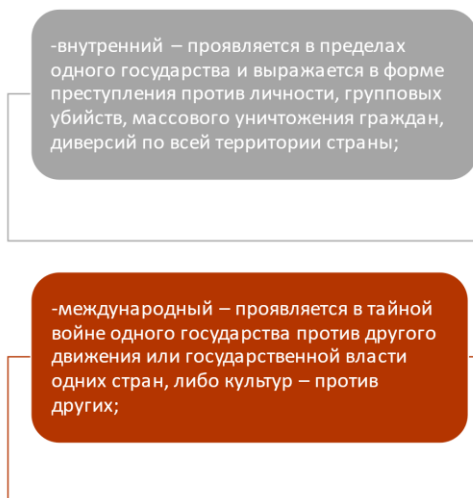 -внутренний – проявляется в пределах
одного государства и выражается в форме
преступления против личности, групповых
убийств, массового уничтожения граждан,
диверсий по всей территории страны;
-международный – проявляется в тайной
войне одного государства против другого
движения или государственной власти
одних стран, либо культур – против
других;